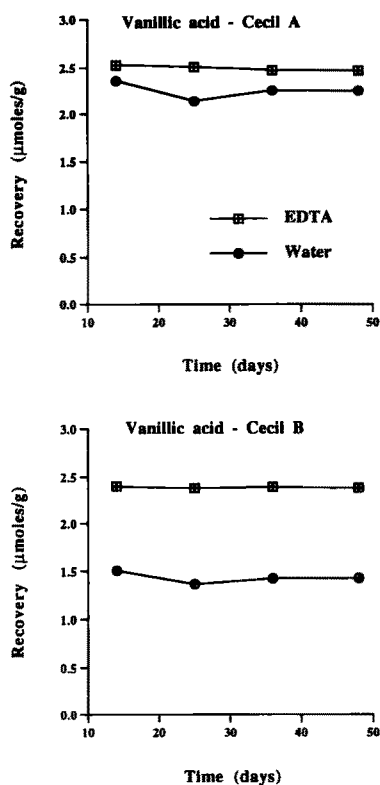 Vanillic acid - Cecil A
3.0
2.5
2.0
1.5
1.0
0.5
0.0
Recovery (μmoles/g)
EDTA
Water
10 20 30 40 50
Time (days)
Vanillic acid - Cecil B
3.0
2.5
2.0
1.5
1.0
0.5
0.0
Recovery (μmoles/g)
10 20 30 40 50
Time (days)